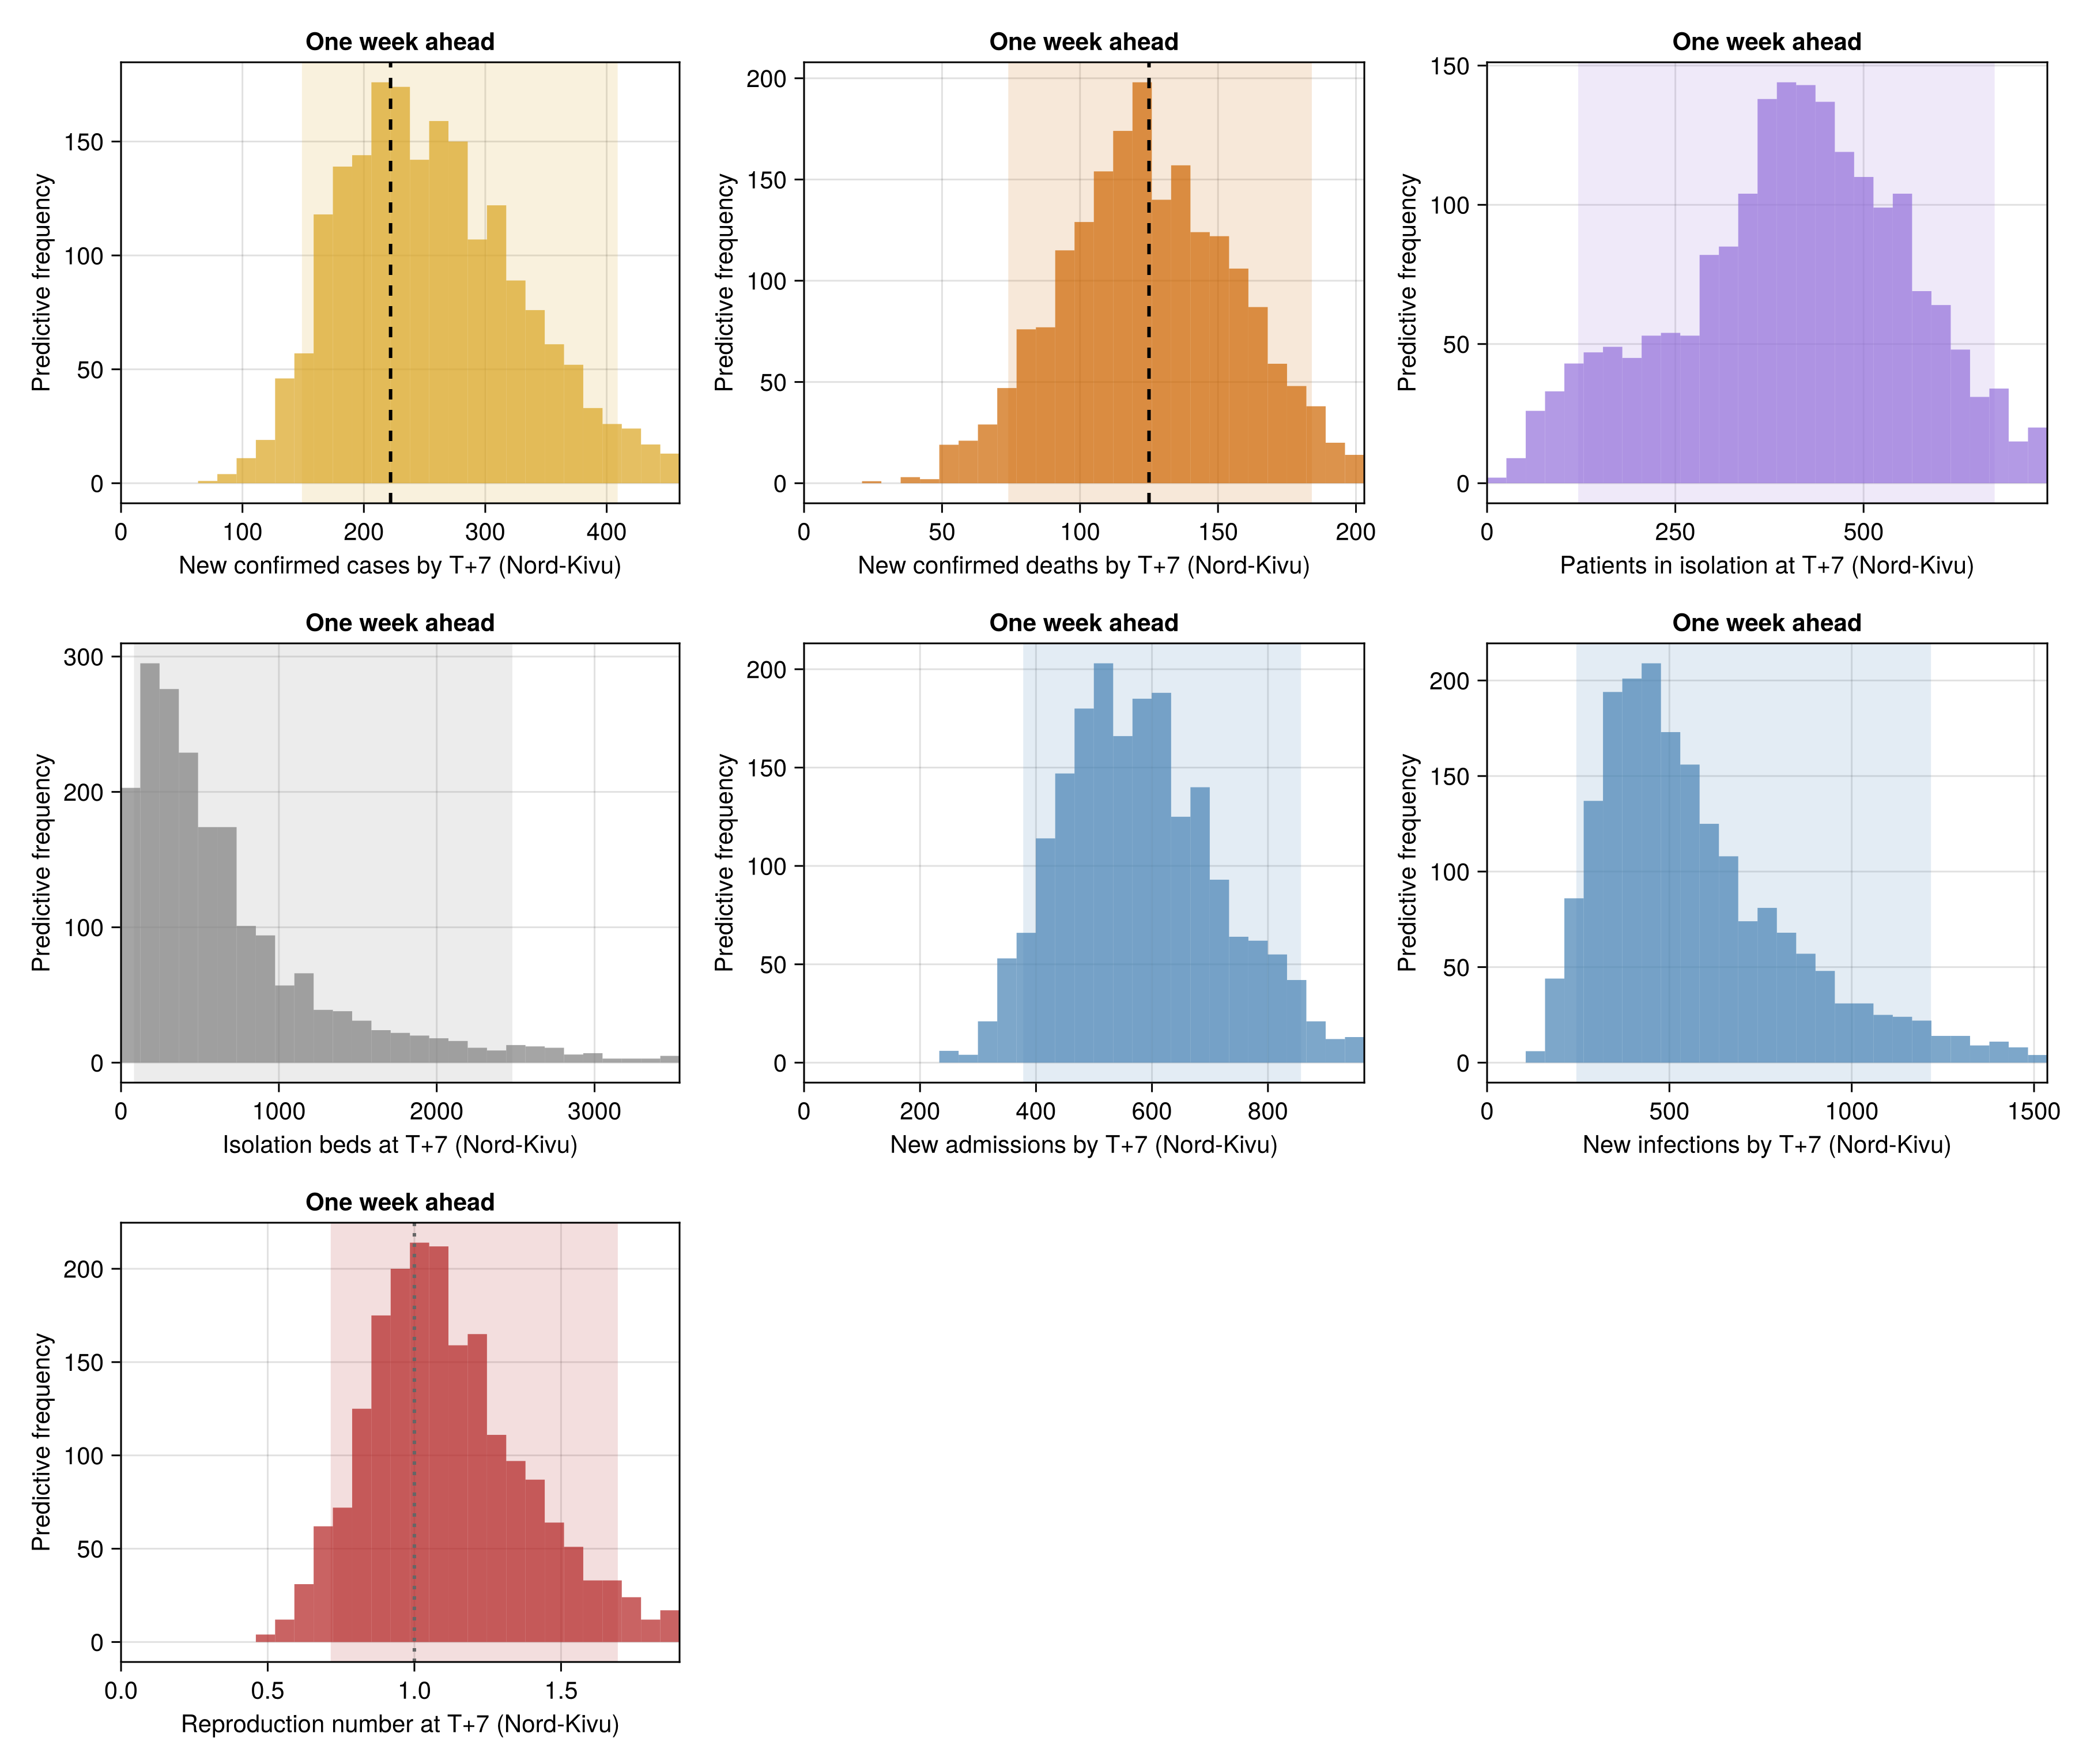 One week ahead
One week ahead
One week ahead
Predictive frequency
150
100
50
0
0
100
200
300
400
New confirmed cases by T+7 (Nord-Kivu)
Predictive frequency
200
150
100
50
0
0
50
100
150
200
New confirmed deaths by T+7 (Nord-Kivu)
Predictive frequency
150
100
50
0
0
250
500
Patients in isolation at T+7 (Nord-Kivu)
One week ahead
One week ahead
One week ahead
Predictive frequency
300
200
100
0
0
1000
2000
3000
Isolation beds at T+7 (Nord-Kivu)
Predictive frequency
200
150
100
50
0
0
200
400
600
800
New admissions by T+7 (Nord-Kivu)
Predictive frequency
200
150
100
50
0
0
500
1000
1500
New infections by T+7 (Nord-Kivu)
One week ahead
Predictive frequency
200
150
100
50
0
0.0
0.5
1.0
1.5
Reproduction number at T+7 (Nord-Kivu)